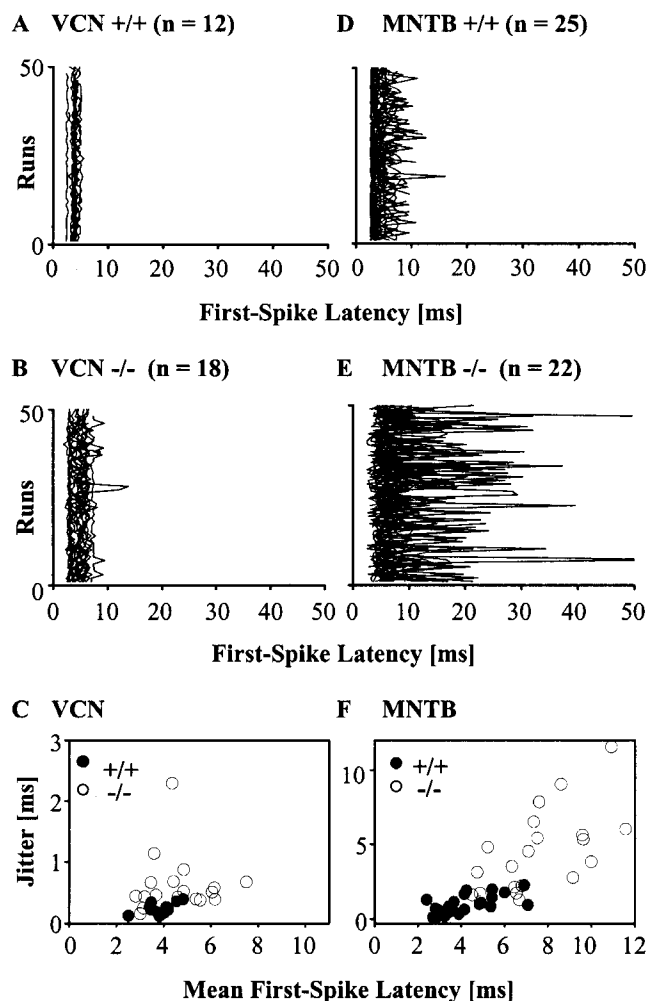 A VCN +/+ (n = 12)
D MNTB +/+ (n = 25)
50
50
Runs
0
0
0 10 20 30 40 50
0 10 20 30 40 50
First-Spike Latency [ms]
B VCN -/- (n = 18)
E MNTB -/- (n = 22)
50
Runs
0
0 10 20 30 40 50
0 10 20 30 40 50
First-Spike Latency [ms]
C VCN
F MNTB
3
2
1
0
Jitter [ms]
+/+
-/-
10
5
0
+/+
-/-
0 2 4 6 8 10
0 2 4 6 8 10 12
Mean First-Spike Latency [ms]